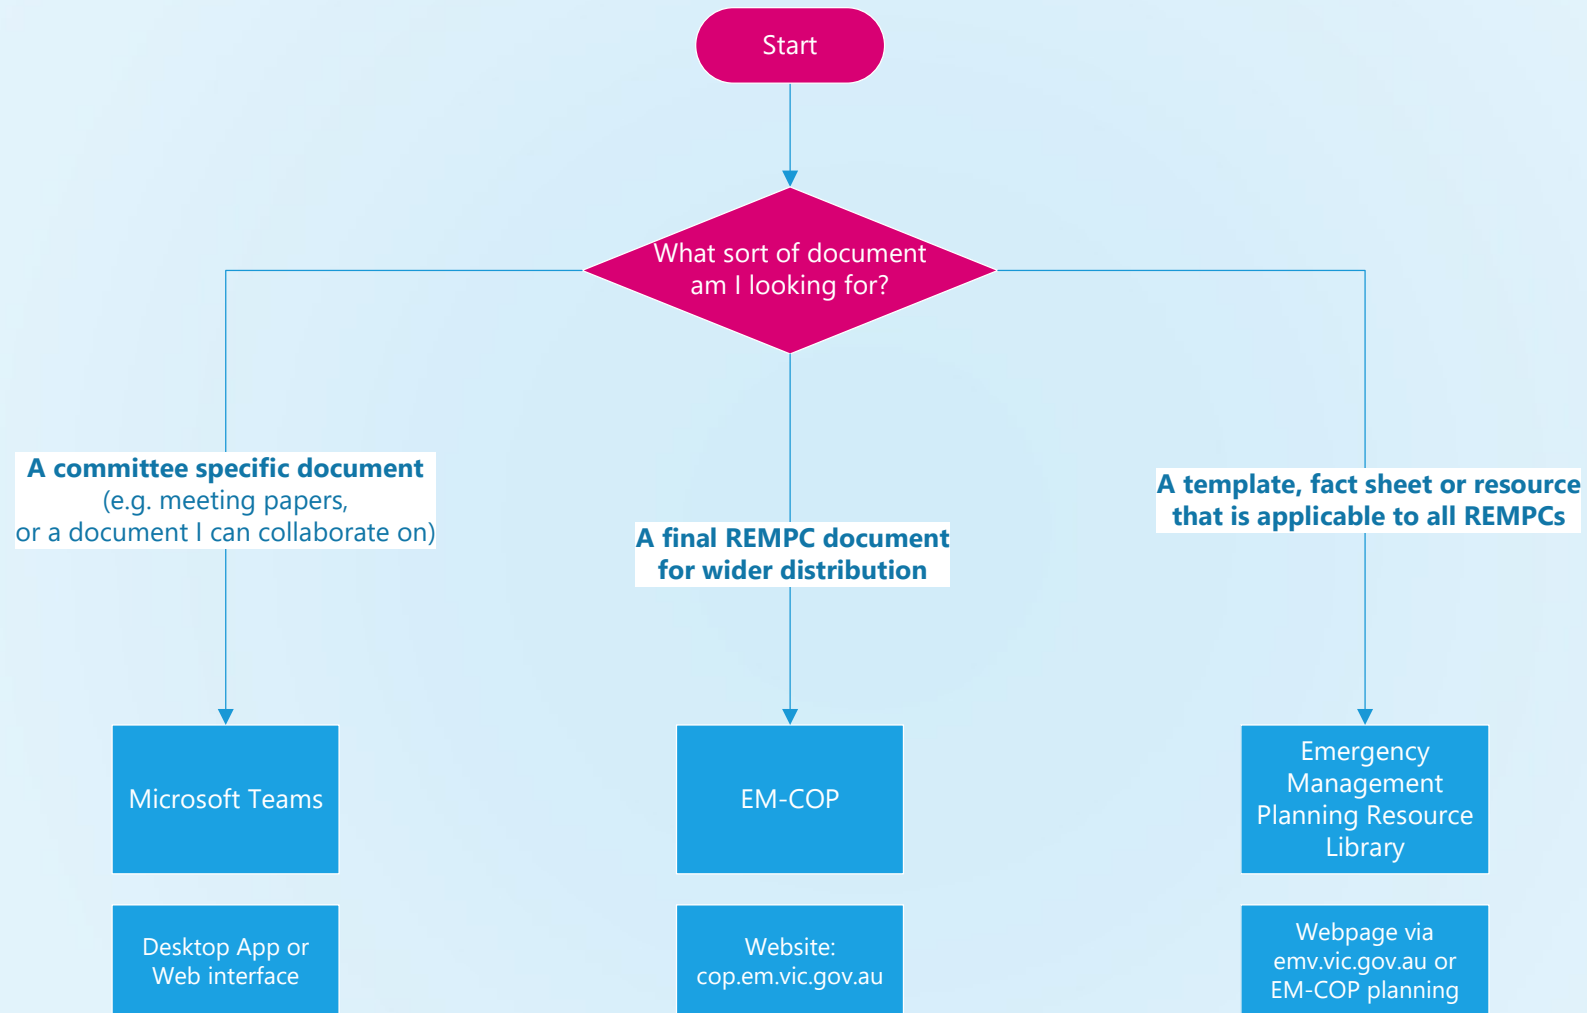 Start
What sort of document
am I looking for?
A committee specific document
(e.g. meeting papers,
or a document I can collaborate on)
A final REMPC document
for wider distribution
A template, fact sheet or resource
that is applicable to all REMPCs
Microsoft Teams
EM-COP
Emergency
Management
Planning Resource
Library
Desktop App or
Web interface
Website:
cop.em.vic.gov.au
Webpage via
emv.vic.gov.au or
EM-COP planning